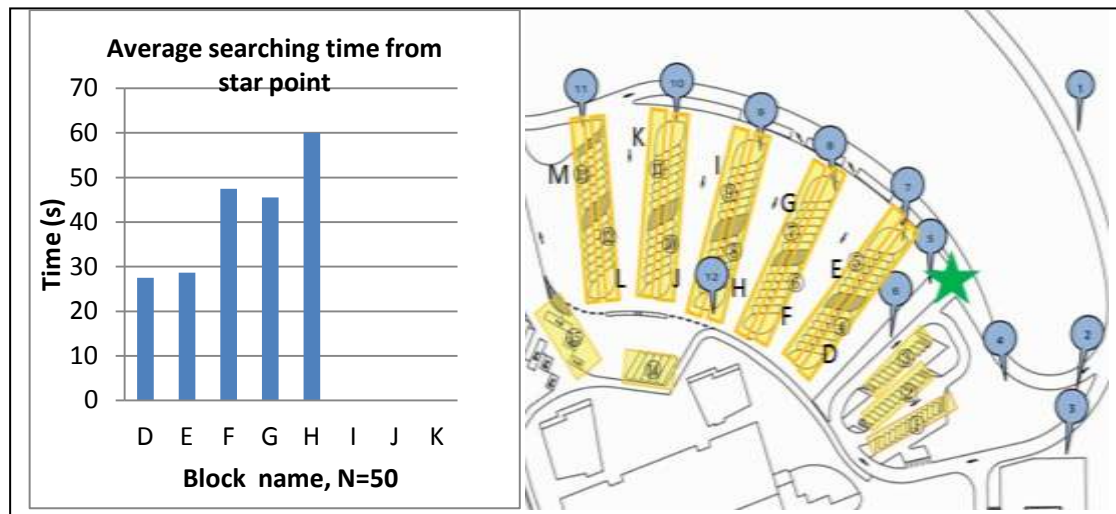 Average searching time from
star point
70
60
50
40
30
20
10
0
Time (s)
D E F G H I J K
Block name, N=50
11
10
9
8
7
5
6
12
4
1
2
3
K
M
I
G
E
L
J
H
F
D